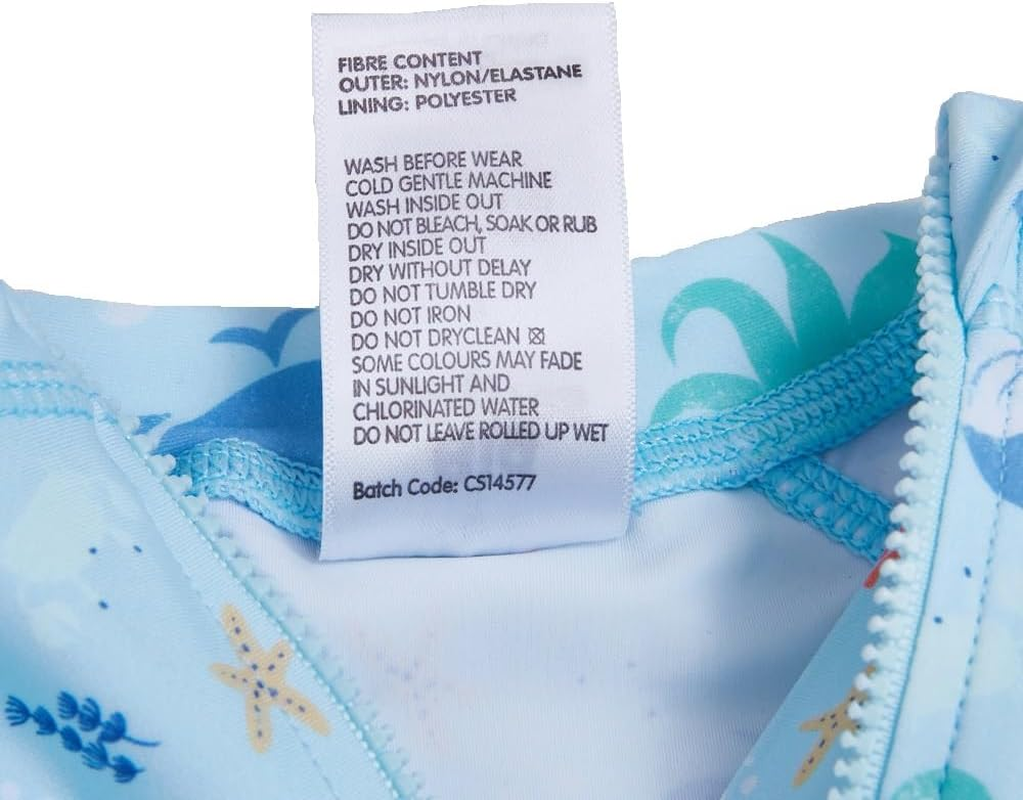 FIBRE CONTENT
OUTER: NYLON/ELASTANE
LINING: POLYESTER
WASH BEFORE WEAR
COLD GENTLE MACHINE
WASH INSIDE OUT
DO NOT BLEACH, SOAK OR RUB
DRY INSIDE OUT
DRY WITHOUT DELAY
DO NOT TUMBLE DRY
DO NOT IRON
DO NOT DRYCLEAN
SOME COLOURS MAY FADE
IN SUNLIGHT AND
CHLORINATED WATER
DO NOT LEAVE ROLLED UP WET
Batch Code: CS14577